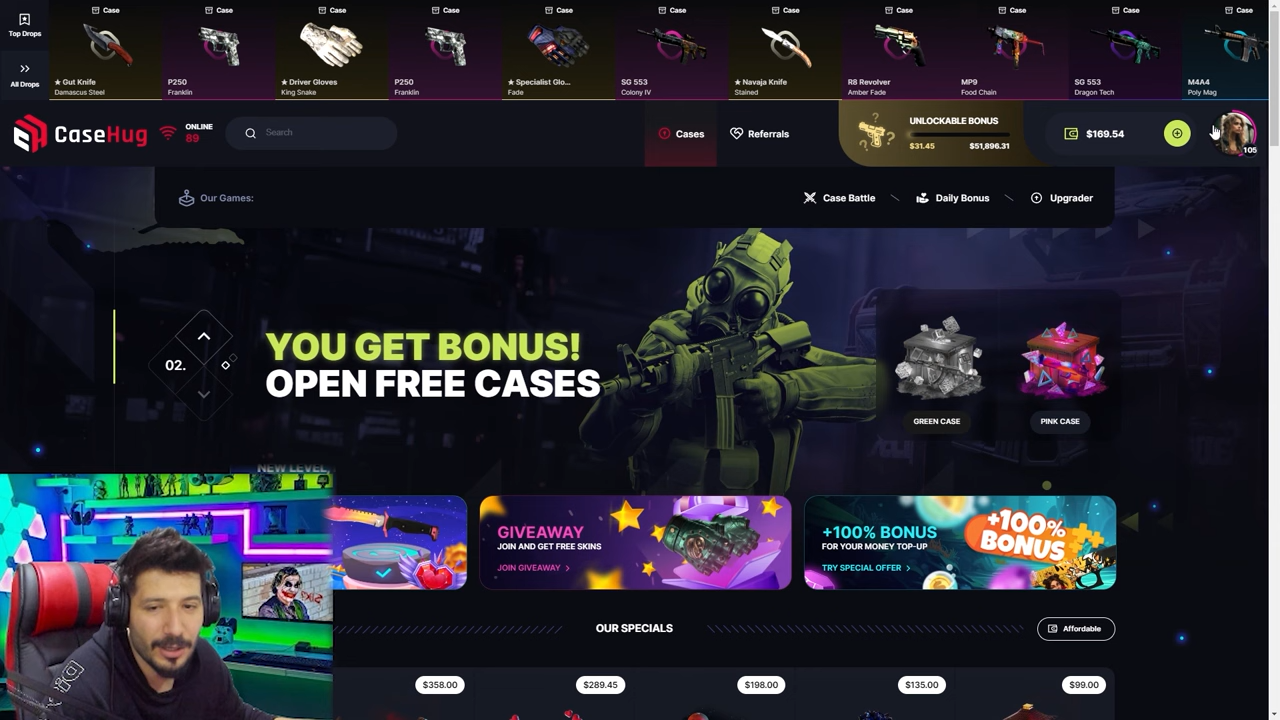 Top Drops
All Drops
Case
★ Gut Knife
Damascus Steel
Case
P250
Franklin
Case
★ Driver Gloves
King Snake
Case
P250
Franklin
Case
★ Specialist Glo...
Fade
Case
SG 553
Colony IV
Case
★ Navaja Knife
Stained
Case
R8 Revolver
Amber Fade
Case
MP9
Food Chain
Case
SG 553
Dragon Tech
Case
M4A4
Poly Mag
CaseHug
ONLINE
89
Search
Cases
Referrals
UNLOCKABLE BONUS
$31.45
$51,896.31
$169.54
105
Our Games:
Case Battle
Daily Bonus
Upgrader
02.
YOU GET BONUS!
OPEN FREE CASES
GREEN CASE
PINK CASE
NEW LEVEL,
GIVEAWAY
JOIN AND GET FREE SKINS
JOIN GIVEAWAY >
+100% BONUS
FOR YOUR MONEY TOP-UP
TRY SPECIAL OFFER >
+100%
BONUS
OUR SPECIALS
Affordable
$358.00
$289.45
$198.00
$135.00
$99.00